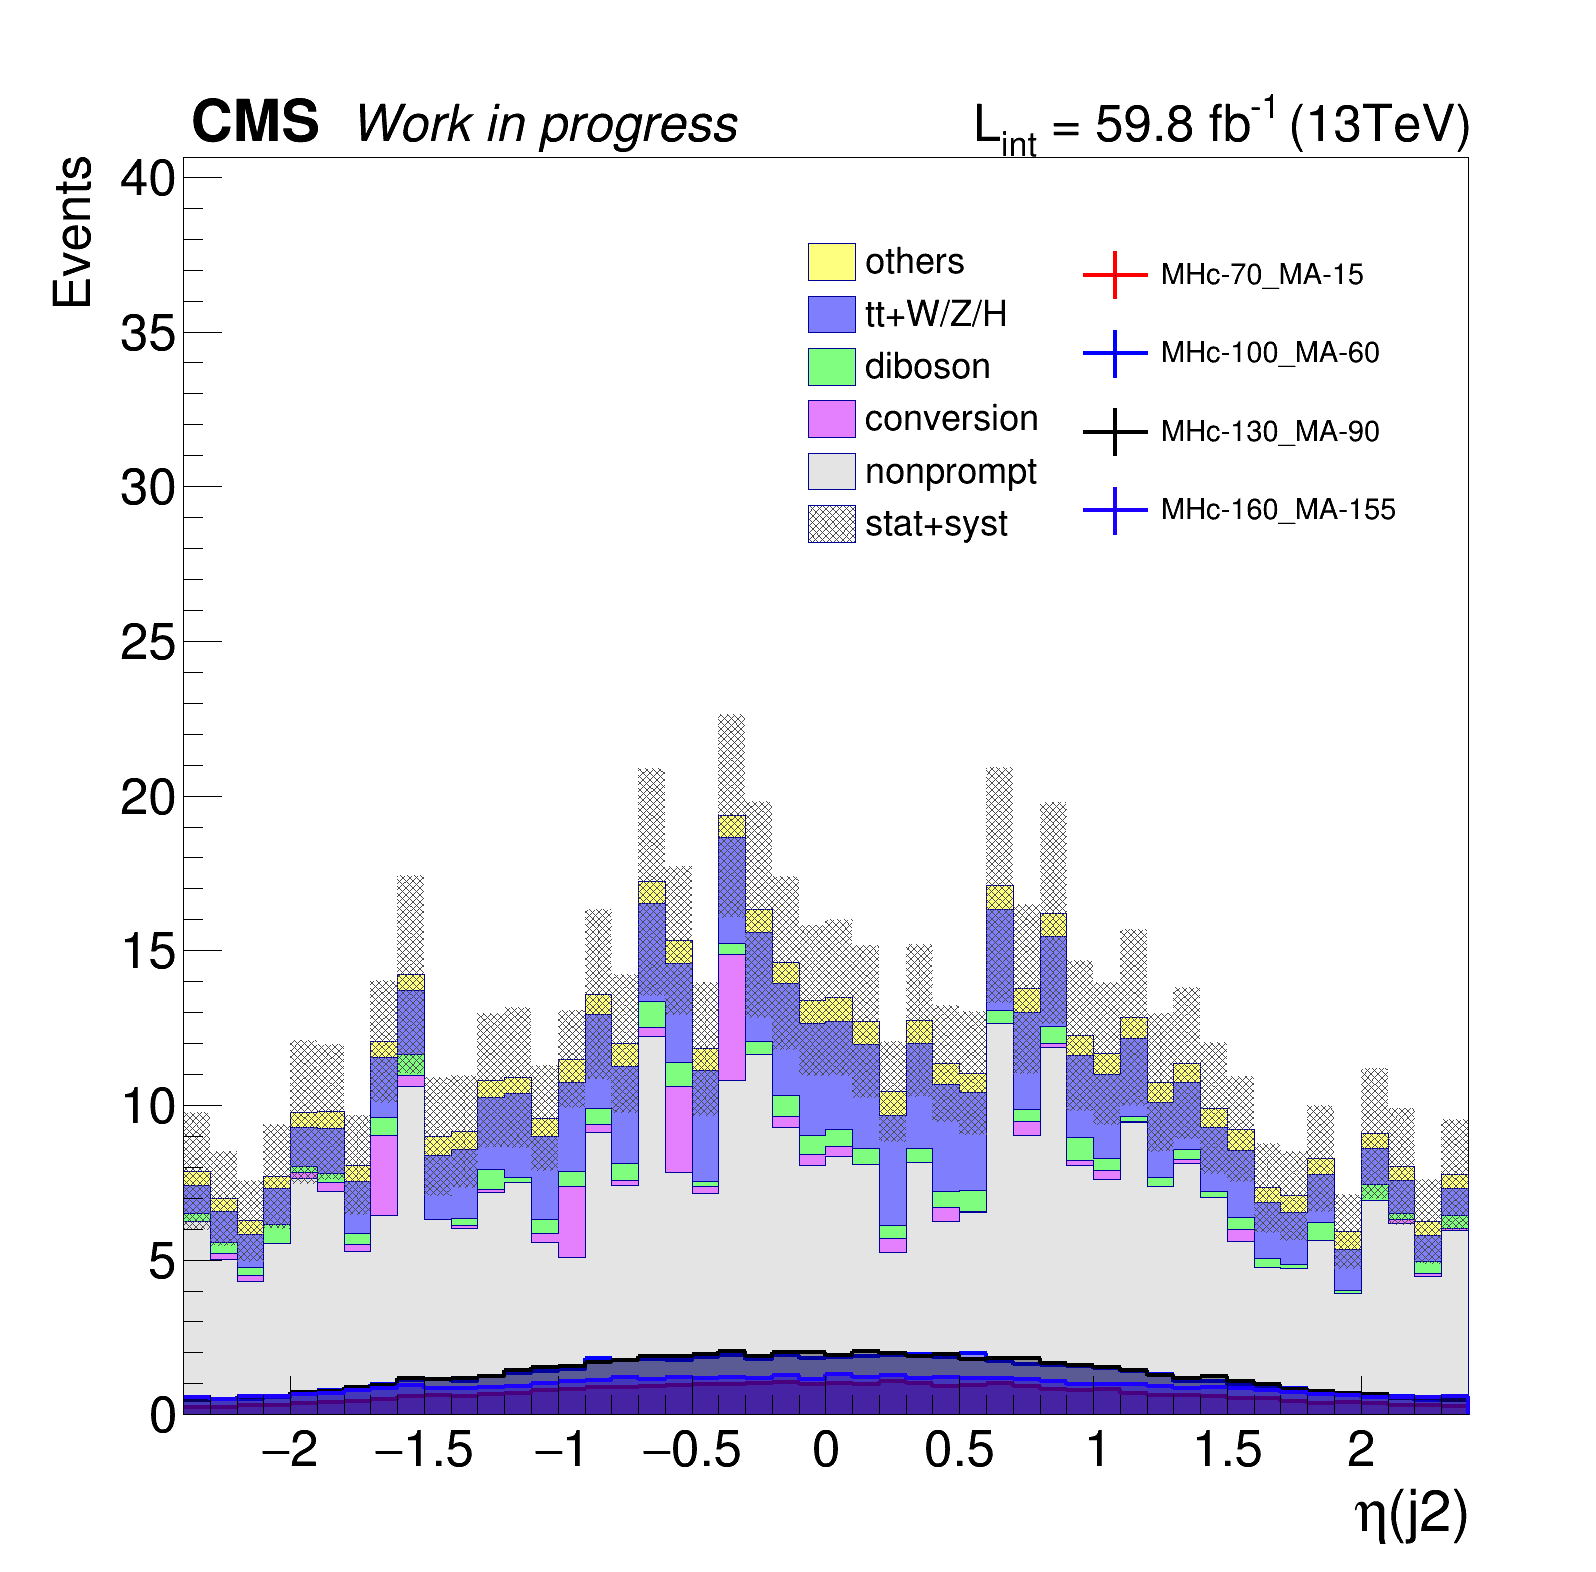 CMS Work in progress
L_int = 59.8 fb^-1 (13TeV)
Events
40
35
30
25
20
15
10
5
0
others
tt+W/Z/H
diboson
conversion
nonprompt
stat+syst
MHc-70_MA-15
MHc-100_MA-60
MHc-130_MA-90
MHc-160_MA-155
−2 −1.5 −1 −0.5 0 0.5 1 1.5 2
η(j2)